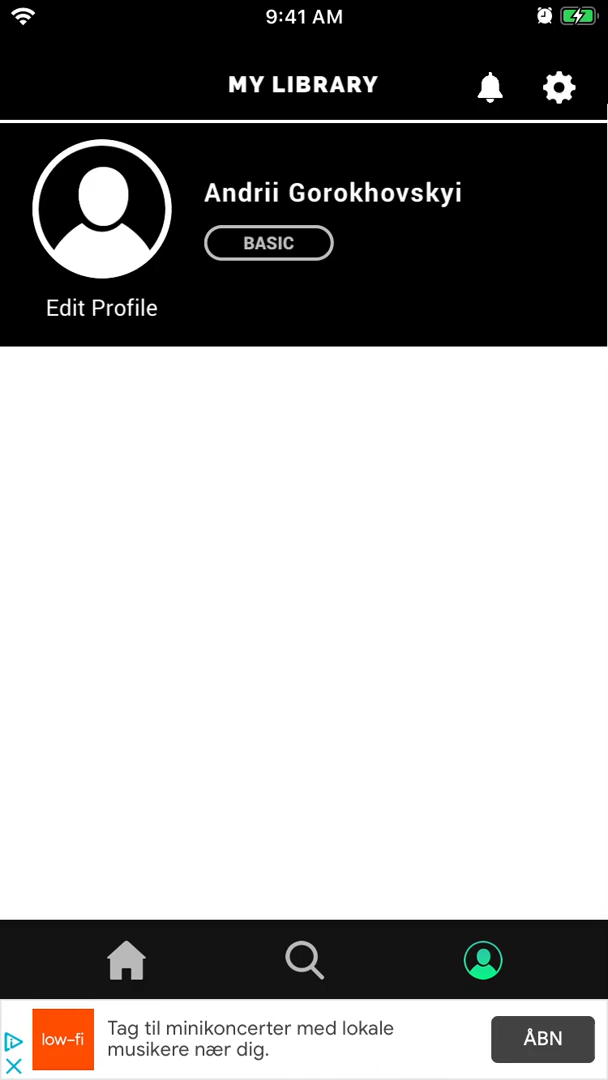 9:41 AM
MY LIBRARY
Andrii Gorokhovskyi
BASIC
Edit Profile
low-fi
Tag til minikoncerter med lokale
musikere nær dig.
ÅBN